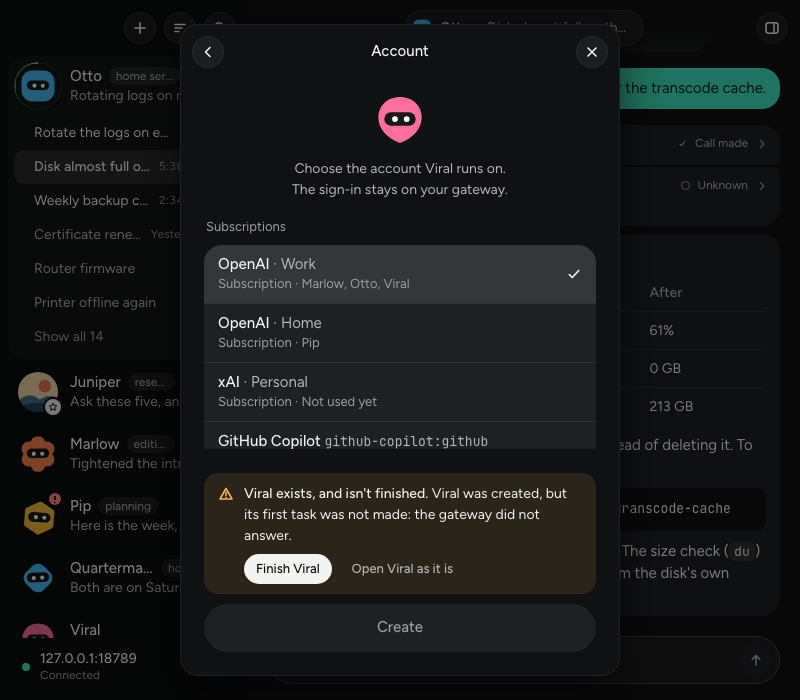 Account
Choose the account Viral runs on.
The sign-in stays on your gateway.
Subscriptions
OpenAI · Work
Subscription · Marlow, Otto, Viral
OpenAI · Home
Subscription · Pip
xAI · Personal
Subscription · Not used yet
GitHub Copilot github-copilot:github
Viral exists, and isn't finished. Viral was created, but
its first task was not made: the gateway did not
answer.
Finish Viral
Open Viral as it is
Create
Otto home ser...
Rotating logs on
Rotate the logs on e...
Disk almost full o... 5:36
Weekly backup c... 2:34
Certificate rene... Yeste
Router firmware
Printer offline again
Show all 14
Juniper rese...
Ask these five, an
Marlow editi...
Tightened the intr
Pip planning
Here is the week,
Quarterma...
Both are on Satur
Viral
127.0.0.1:18789
Connected
the transcode cache.
Call made
Unknown
After
61%
0 GB
213 GB
ead of deleting it. To
transcode-cache
The size check ( du )
m the disk's own